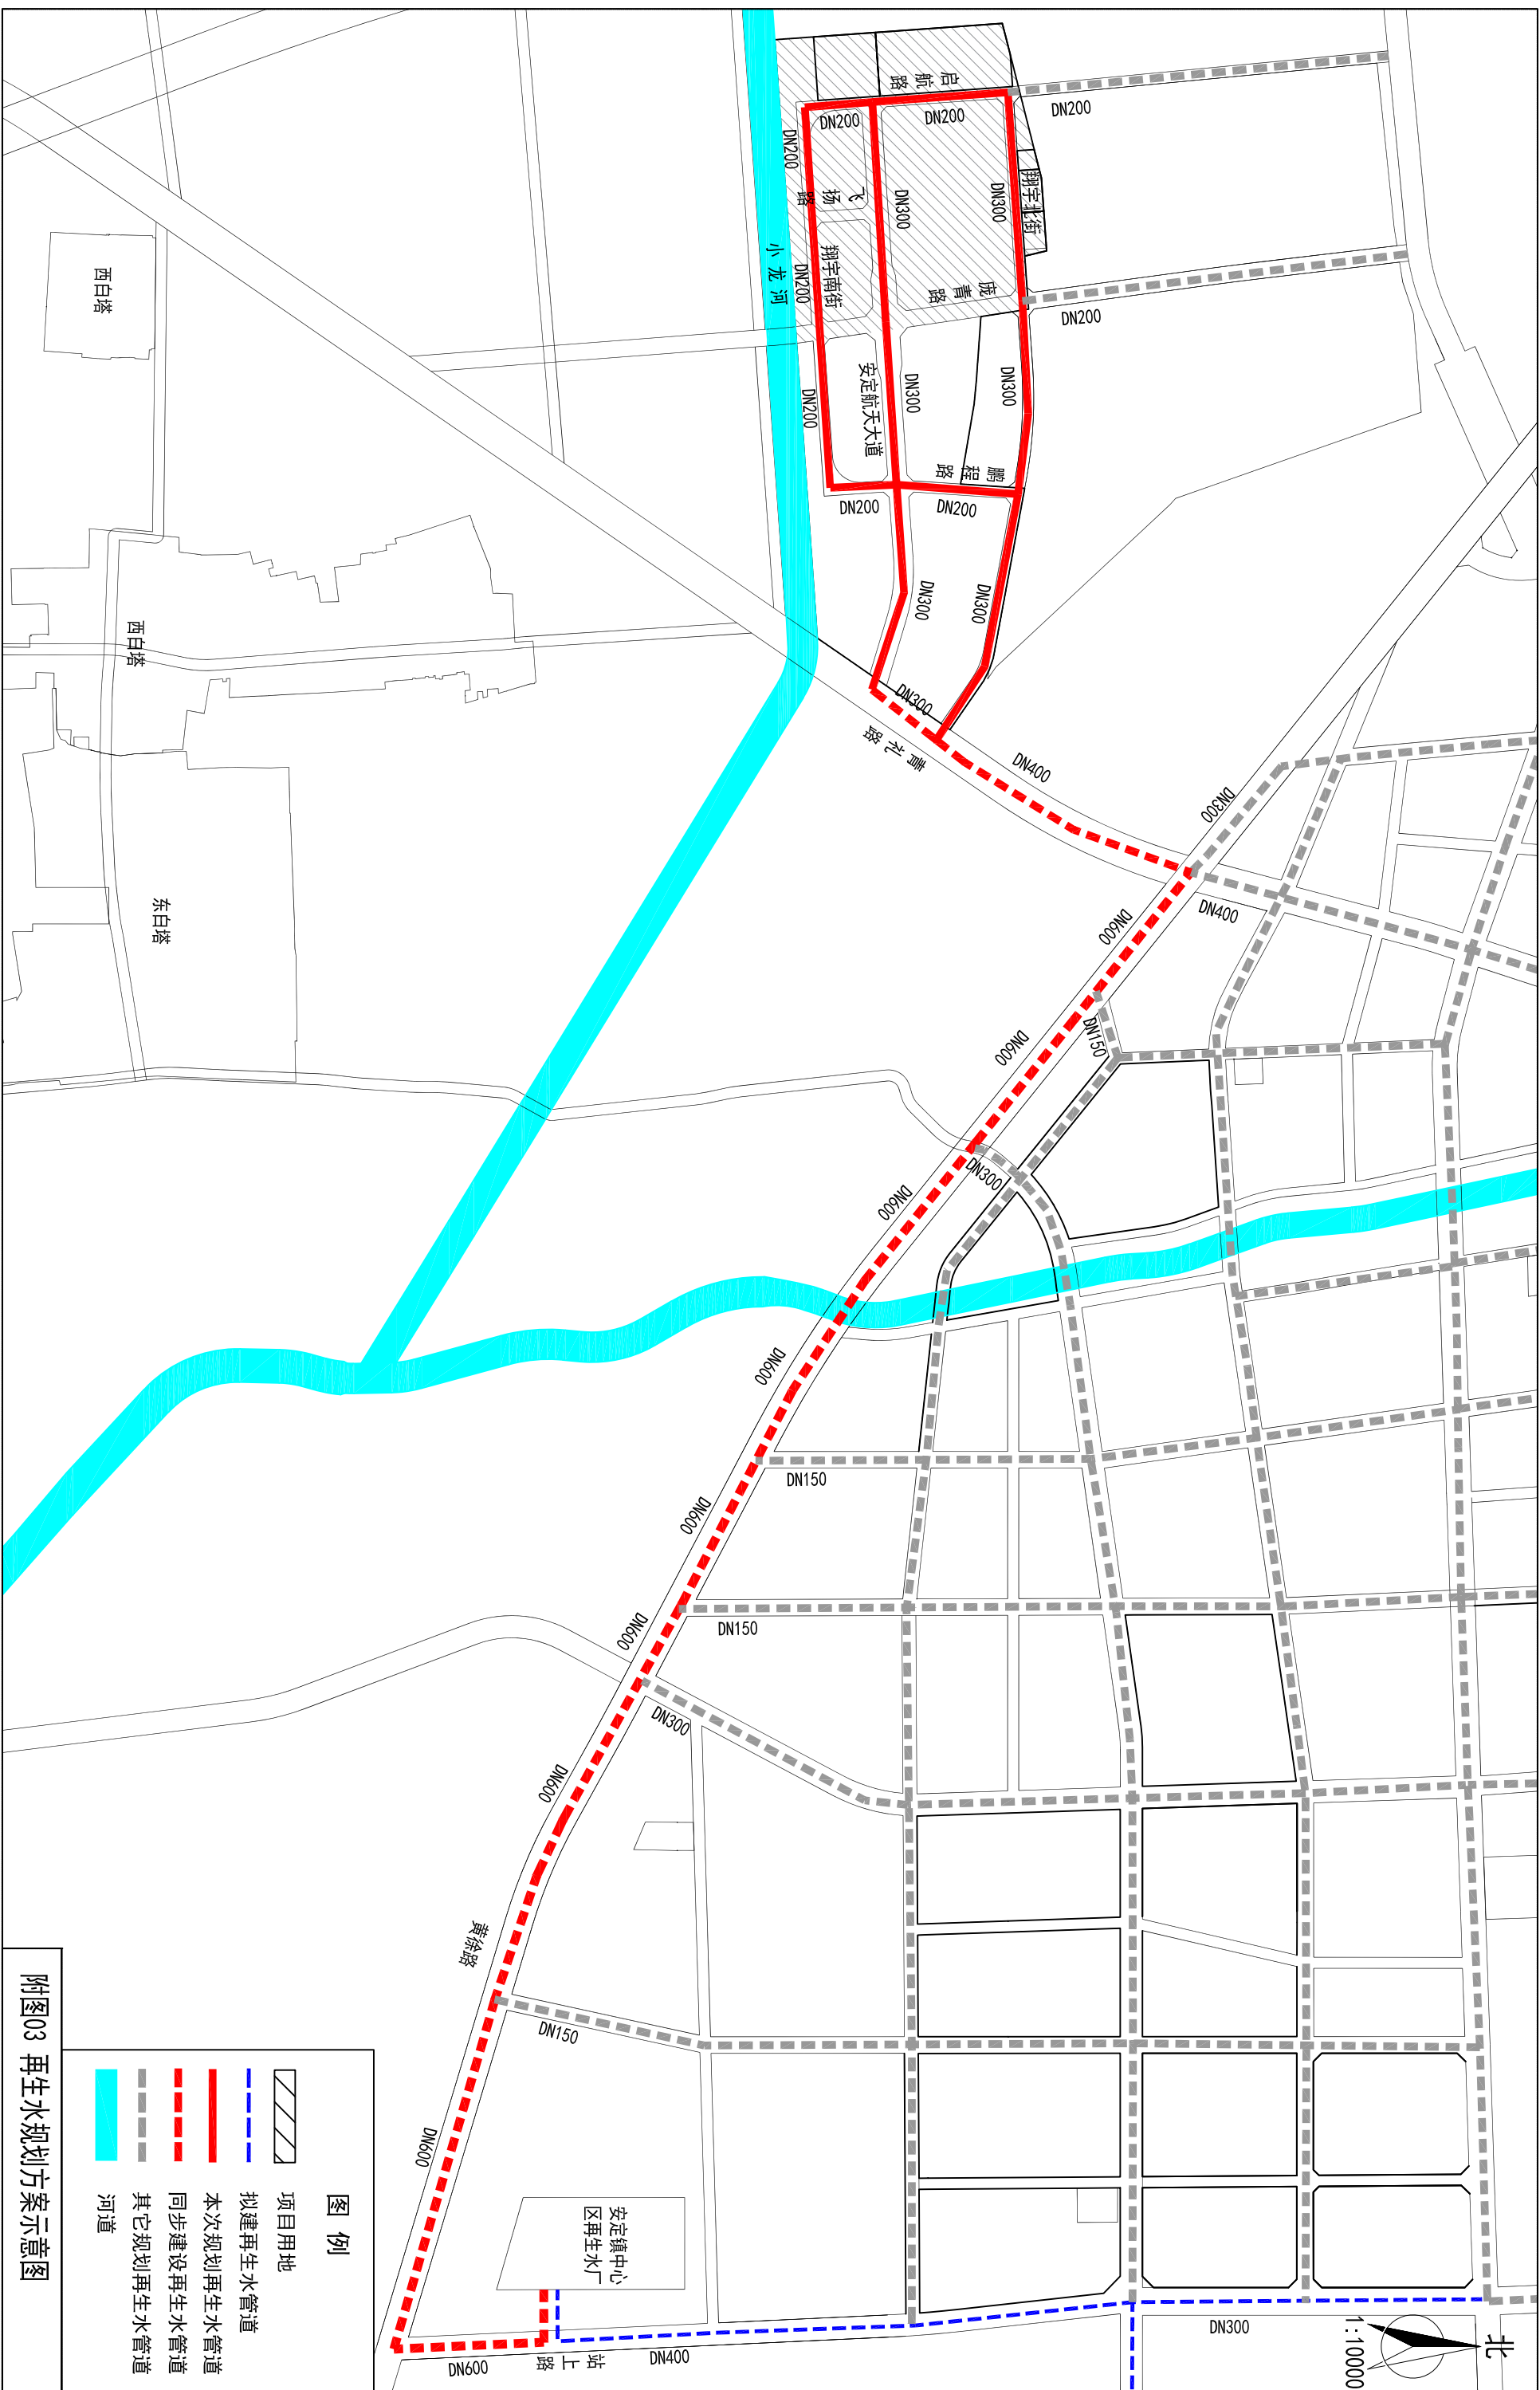 附图03 再生水规划方案示意图
图 例
项目用地
拟建再生水管道
本次规划再生水管道
同步建设再生水管道
其它规划再生水管道
河道
北
1:10000
启航路
DN200
DN200
DN200
DN200
飞扬路
翔宇北街
DN300
DN300
小龙河
翔宇南街
DN200
庞青路
DN200
安定航天大道
DN300
DN300
DN200
鹏程路
DN200
DN200
DN300
DN300
DN300
青礼路
DN400
DN300
DN400
DN600
DN150
DN600
DN300
DN600
DN600
DN150
DN600
DN150
DN600
DN300
DN600
黄徐路
DN150
DN600
安定镇中心
区再生水厂
DN600
站上路
DN400
DN300
西白塔
西白塔
东白塔